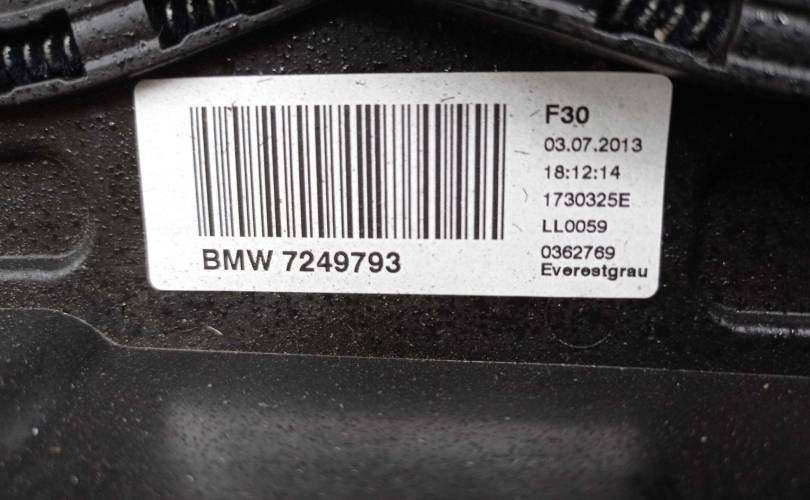 F30
03.07.2013
18:12:14
1730325E
LL0059
0362769
Everestgrau
BMW 7249793